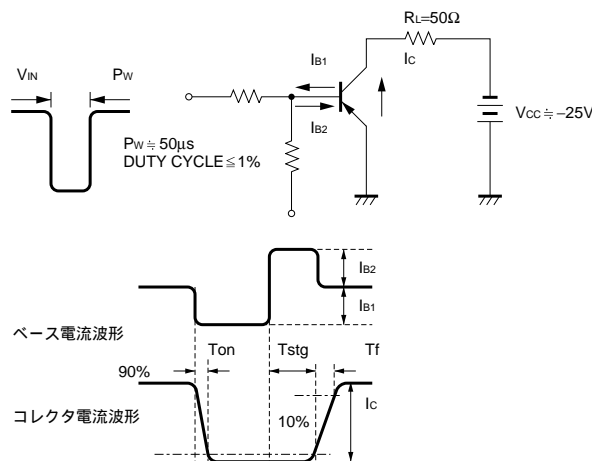 RL=50Ω
IB1
IC
VIN
PW
VCC≒−25V
IB2
PW≒50μs
DUTY CYCLE≦1%
IB2
IB1
ベース電流波形
Ton
Tstg
Tf
90%
IC
10%
コレクタ電流波形